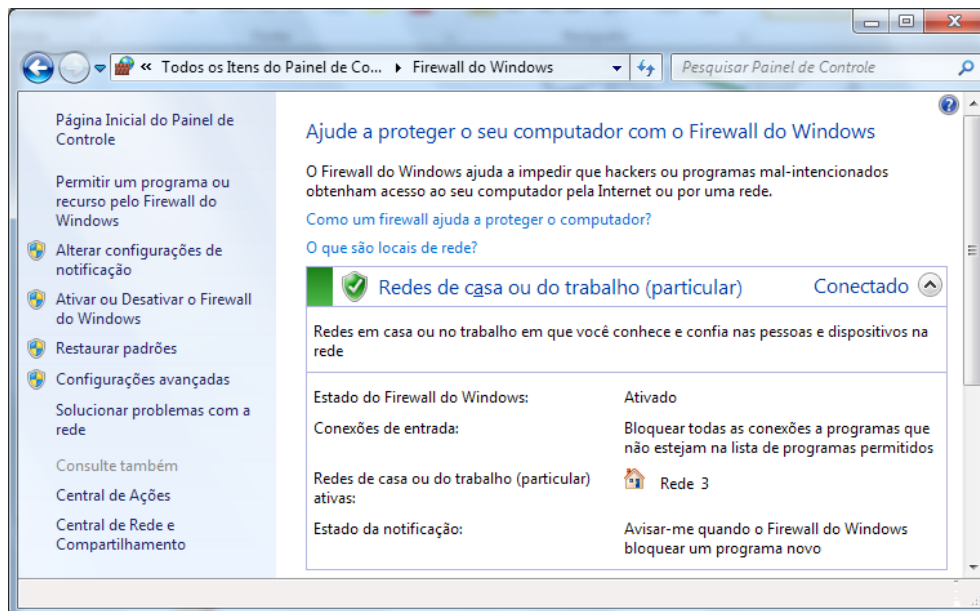 « Todos os Itens do Painel de Co... ▸ Firewall do Windows
Pesquisar Painel de Controle
Página Inicial do Painel de
Controle
Permitir um programa ou
recurso pelo Firewall do
Windows
Alterar configurações de
notificação
Ativar ou Desativar o Firewall
do Windows
Restaurar padrões
Configurações avançadas
Solucionar problemas com a
rede
Consulte também
Central de Ações
Central de Rede e
Compartilhamento
Ajude a proteger o seu computador com o Firewall do Windows
O Firewall do Windows ajuda a impedir que hackers ou programas mal-intencionados
obtenham acesso ao seu computador pela Internet ou por uma rede.
Como um firewall ajuda a proteger o computador?
O que são locais de rede?
Redes de casa ou do trabalho (particular) Conectado
Redes em casa ou no trabalho em que você conhece e confia nas pessoas e dispositivos na
rede
Estado do Firewall do Windows: Ativado
Conexões de entrada: Bloquear todas as conexões a programas que
não estejam na lista de programas permitidos
Redes de casa ou do trabalho (particular)
ativas:
Rede 3
Estado da notificação: Avisar-me quando o Firewall do Windows
bloquear um programa novo